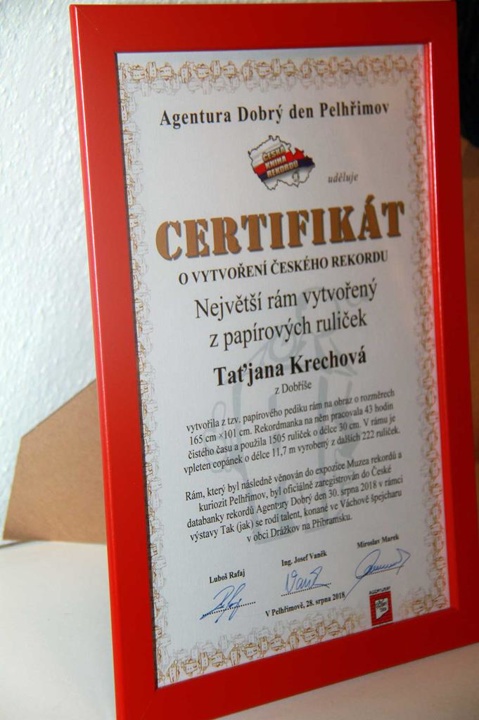 Agentura Dobrý den Pelhřimov
ČESKÁ
KNIHA
REKORDŮ
uděluje
CERTIFIKÁT
O VYTVOŘENÍ ČESKÉHO REKORDU
Největší rám vytvořený
z papírových ruliček
Taťjana Krechová
z Dobříše
vytvořila z tzv. papírového pediku rám na obraz o rozměrech
165 cm ×101 cm. Rekordmanka na něm pracovala 43 hodin
čistého času a použila 1505 ruliček o délce 30 cm. V rámu je
vpleten copánek o délce 11,7 m vyrobený z dalších 222 ruliček.
Rám, který byl následně věnován do expozice Muzea rekordů a
kuriozit Pelhřimov, byl oficiálně zaregistrován do České
databanky rekordů Agentury Dobrý den 30. srpna 2018 v rámci
výstavy Tak (jak) se rodí talent, konané ve Váchově špejcharu
v obci Drážkov na Příbramsku.
Luboš Rafaj
Ing. Josef Vaněk
Miroslav Marek
V Pelhřimově, 28. srpna 2018